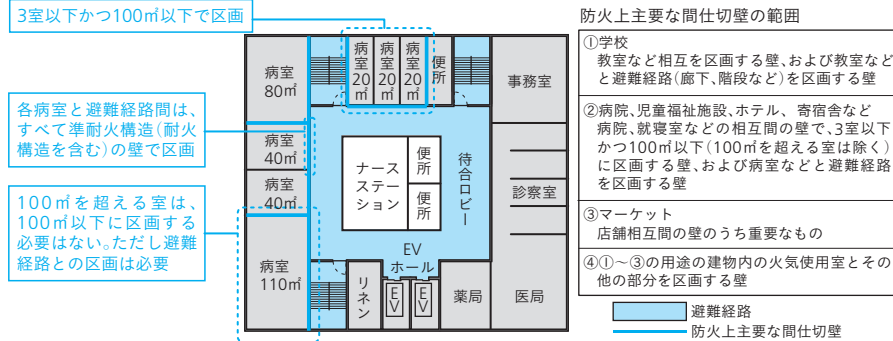 3室以下かつ100㎡以下で区画
各病室と避難経路間は、
すべて準耐火構造(耐火
構造を含む)の壁で区画
100㎡を超える室は、
100㎡以下に区画する
必要はない。ただし避難
経路との区画は必要
病室
80㎡
病室20㎡
病室20㎡
病室20㎡
便所
事務室
病室
40㎡
病室
40㎡
ナース
ステー
ション
便所
便所
待合ロビー
診察室
病室
110㎡
EV
ホール
リネン
EV
EV
薬局
医局
防火上主要な間仕切壁の範囲
①学校
教室など相互を区画する壁、および教室など
と避難経路(廊下、階段など)を区画する壁
②病院、児童福祉施設、ホテル、寄宿舎など
病院、就寝室などの相互間の壁で、3室以下
かつ100㎡以下(100㎡を超える室は除く)
に区画する壁、および病室などと避難経路
を区画する壁
③マーケット
店舗相互間の壁のうち重要なもの
④①～③の用途の建物内の火気使用室とその
他の部分を区画する壁
避難経路
防火上主要な間仕切壁